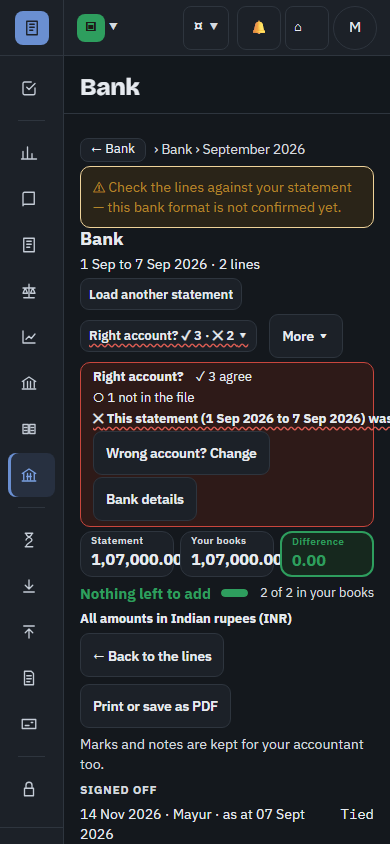 M
Bank
← Bank › Bank › September 2026
⚠ Check the lines against your statement
— this bank format is not confirmed yet.
Bank
1 Sep to 7 Sep 2026 · 2 lines
Load another statement
Right account? ✓ 3 · ✕ 2 ▾
More ▾
Right account? ✓ 3 agree
○ 1 not in the file
✕ This statement (1 Sep 2026 to 7 Sep 2026) was
Wrong account? Change
Bank details
Statement Your books Difference
1,07,000.00 1,07,000.00 0.00
Nothing left to add 2 of 2 in your books
All amounts in Indian rupees (INR)
← Back to the lines
Print or save as PDF
Marks and notes are kept for your accountant
too.
SIGNED OFF
14 Nov 2026 · Mayur · as at 07 Sept Tied
2026